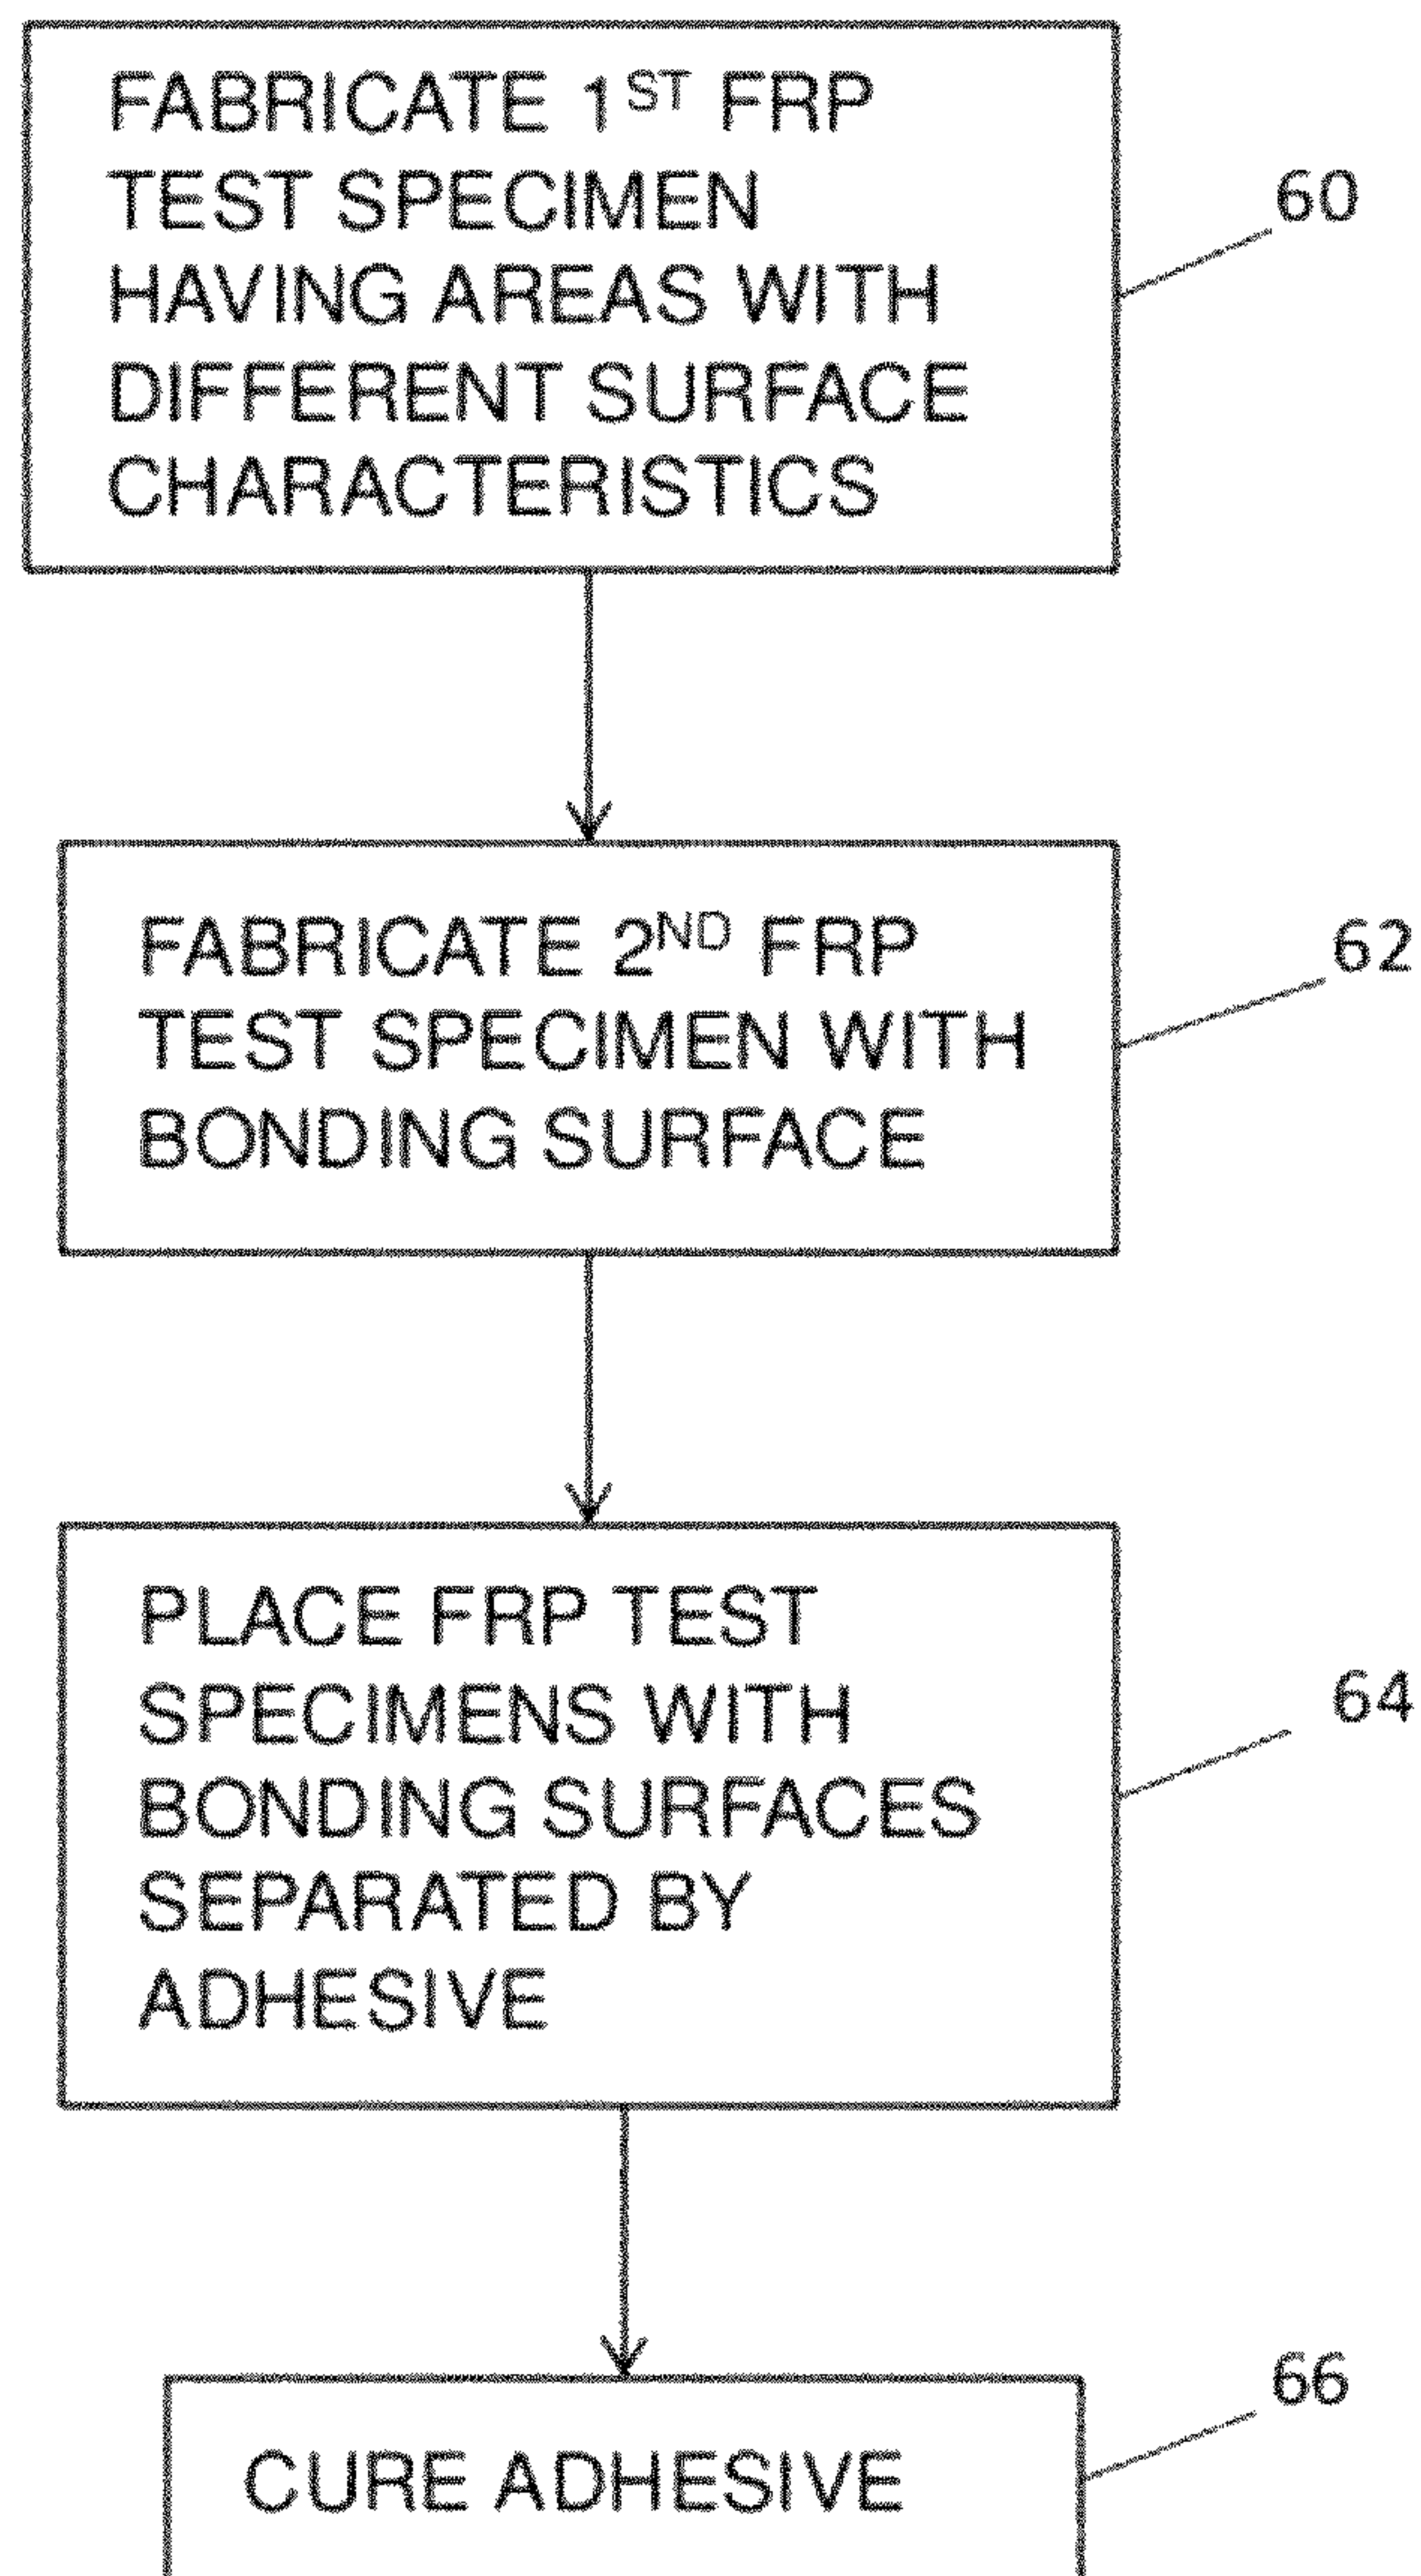 FABRICATE 1ST FRP
TEST SPECIMEN
HAVING AREAS WITH
DIFFERENT SURFACE
CHARACTERISTICS
60
FABRICATE 2ND FRP
TEST SPECIMEN WITH
BONDING SURFACE
62
PLACE FRP TEST
SPECIMENS WITH
BONDING SURFACES
SEPARATED BY
ADHESIVE
64
CURE ADHESIVE
66